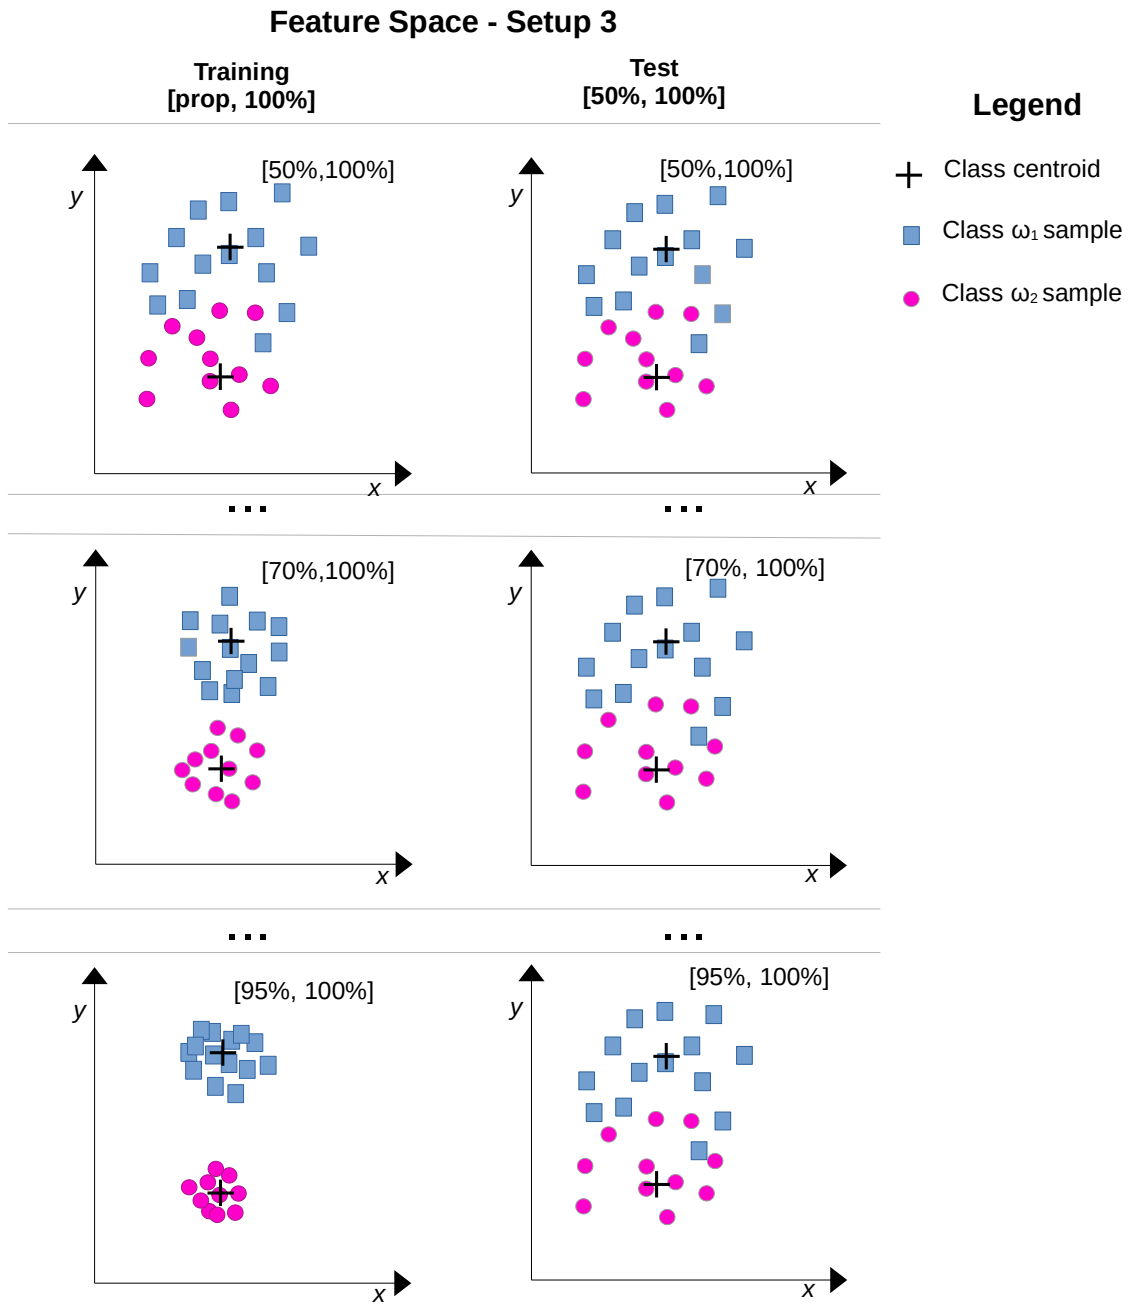 Feature Space - Setup 3
Training
[prop, 100%]
Test
[50%, 100%]
Legend
Class centroid
Class ω₁ sample
Class ω₂ sample
[50%,100%]
y
x
[50%,100%]
y
x
...
...
[70%,100%]
y
x
[70%, 100%]
y
x
...
...
[95%, 100%]
y
x
[95%, 100%]
y
x